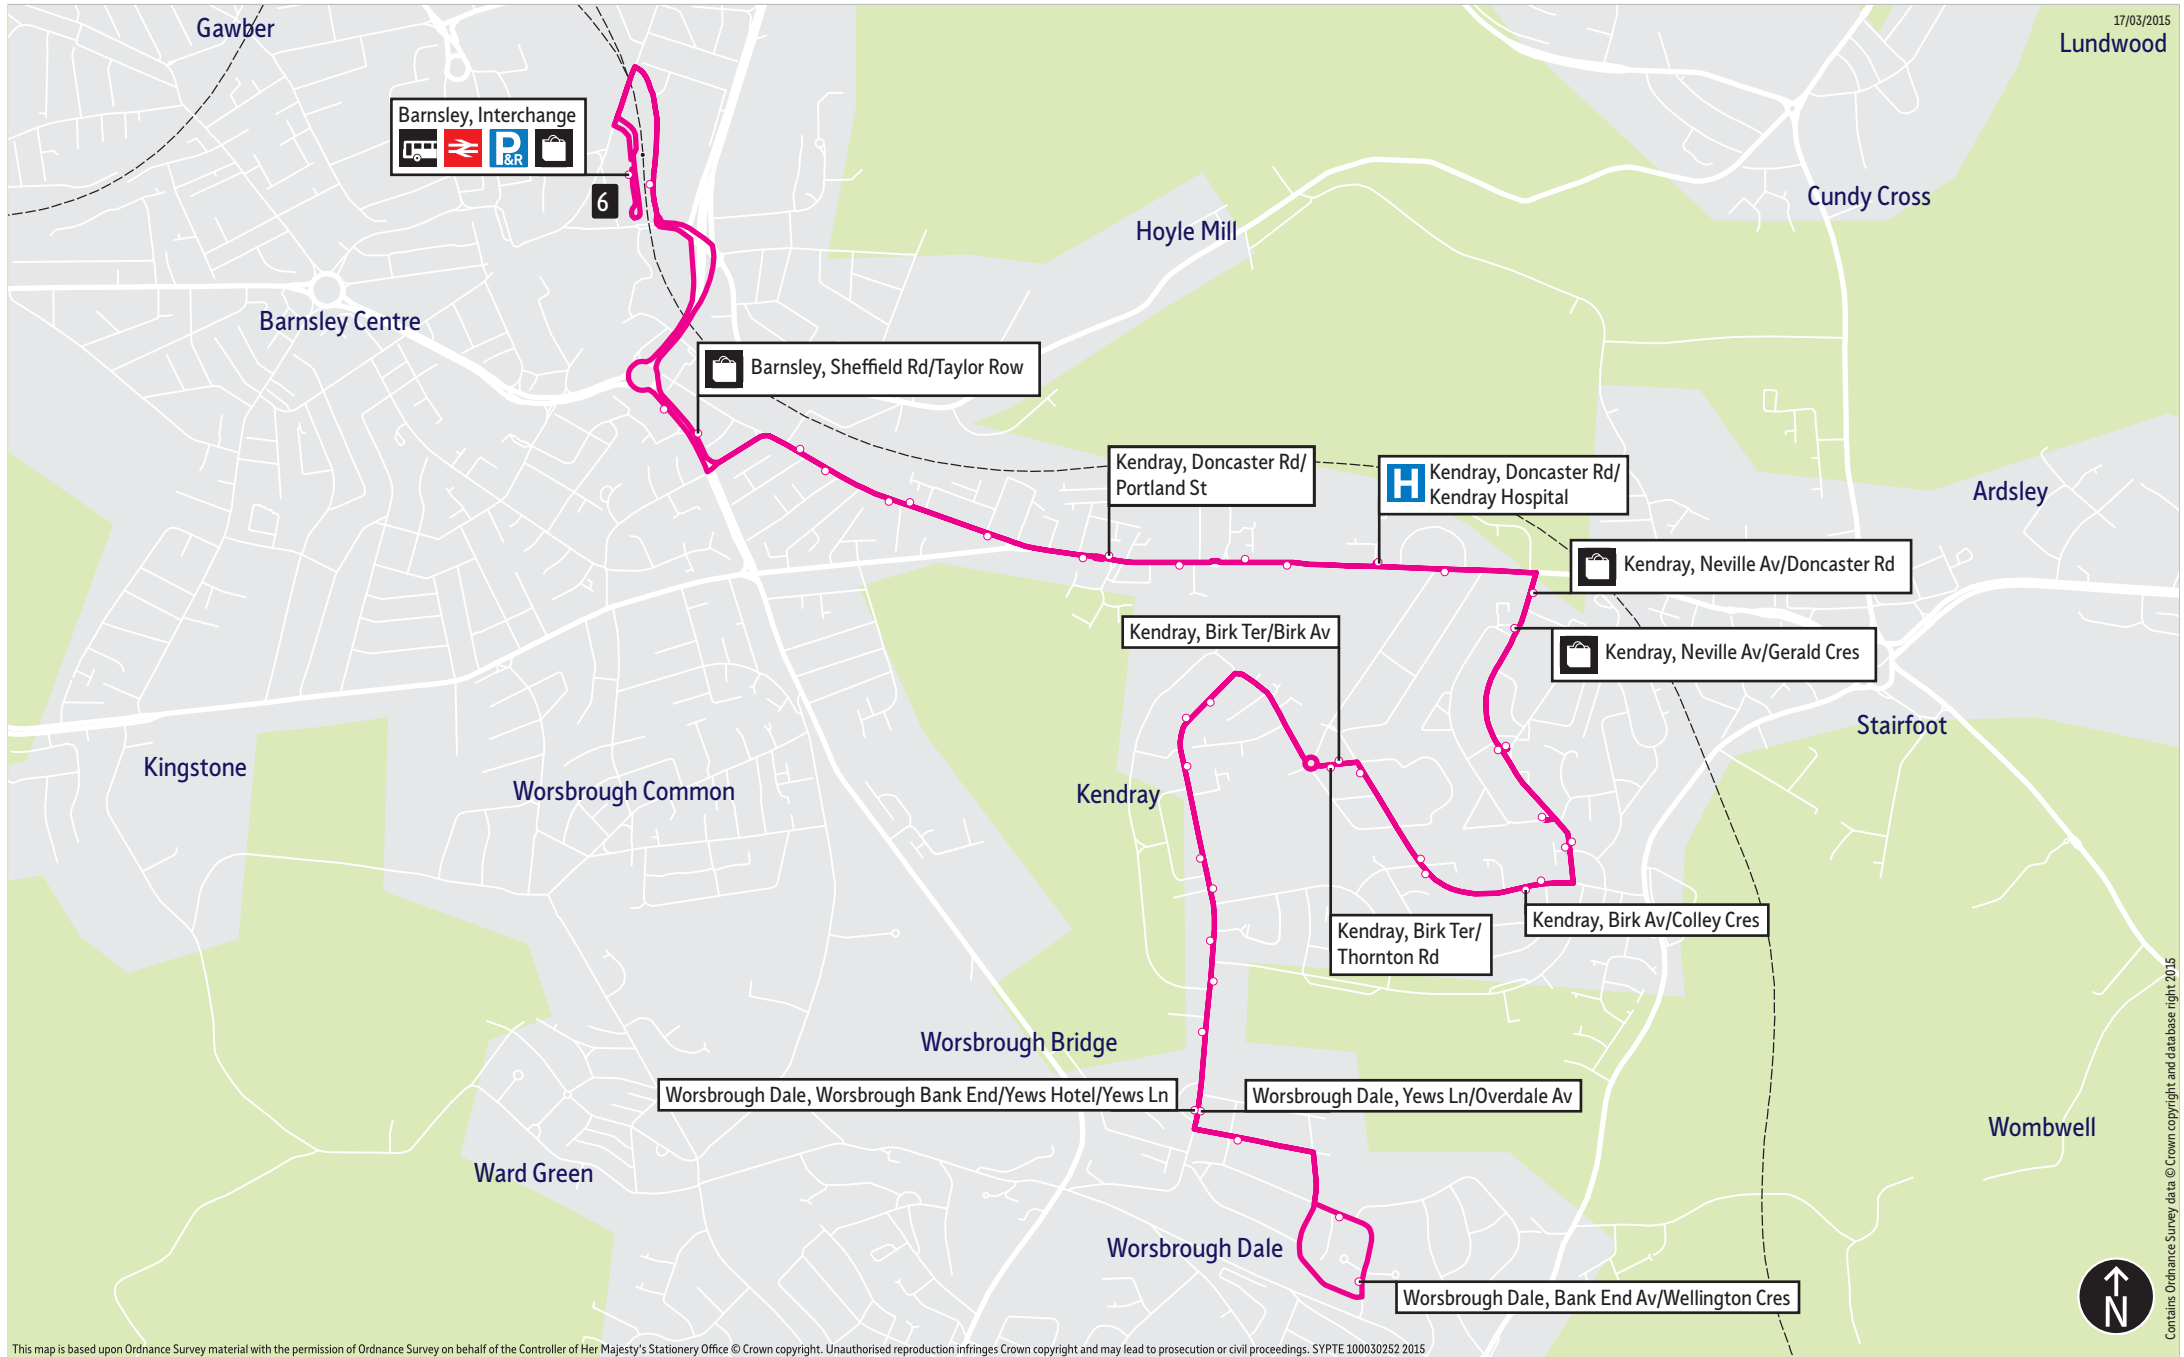 17/03/2015
Gawber
Lundwood
Barnsley, Interchange
P
&R
6
Cundy Cross
Hoyle Mill
Barnsley Centre
Barnsley, Sheffield Rd/Taylor Row
Kendray, Doncaster Rd/
Portland St
H
Kendray, Doncaster Rd/
Kendray Hospital
Ardsley
Kendray, Neville Av/Doncaster Rd
Kendray, Birk Ter/Birk Av
Kendray, Neville Av/Gerald Cres
Stairfoot
Kingstone
Worsbrough Common
Kendray
Kendray, Birk Av/Colley Cres
Kendray, Birk Ter/
Thornton Rd
Worsbrough Bridge
Worsbrough Dale, Worsbrough Bank End/Yews Hotel/Yews Ln
Worsbrough Dale, Yews Ln/Overdale Av
Wombwell
Ward Green
Worsbrough Dale
Worsbrough Dale, Bank End Av/Wellington Cres
N
Contains Ordnance Survey data © Crown copyright and database right 2015
This map is based upon Ordnance Survey material with the permission of Ordnance Survey on behalf of the Controller of Her Majesty's Stationery Office © Crown copyright. Unauthorised reproduction infringes Crown copyright and may lead to prosecution or civil proceedings. SYPTE 100030252 2015